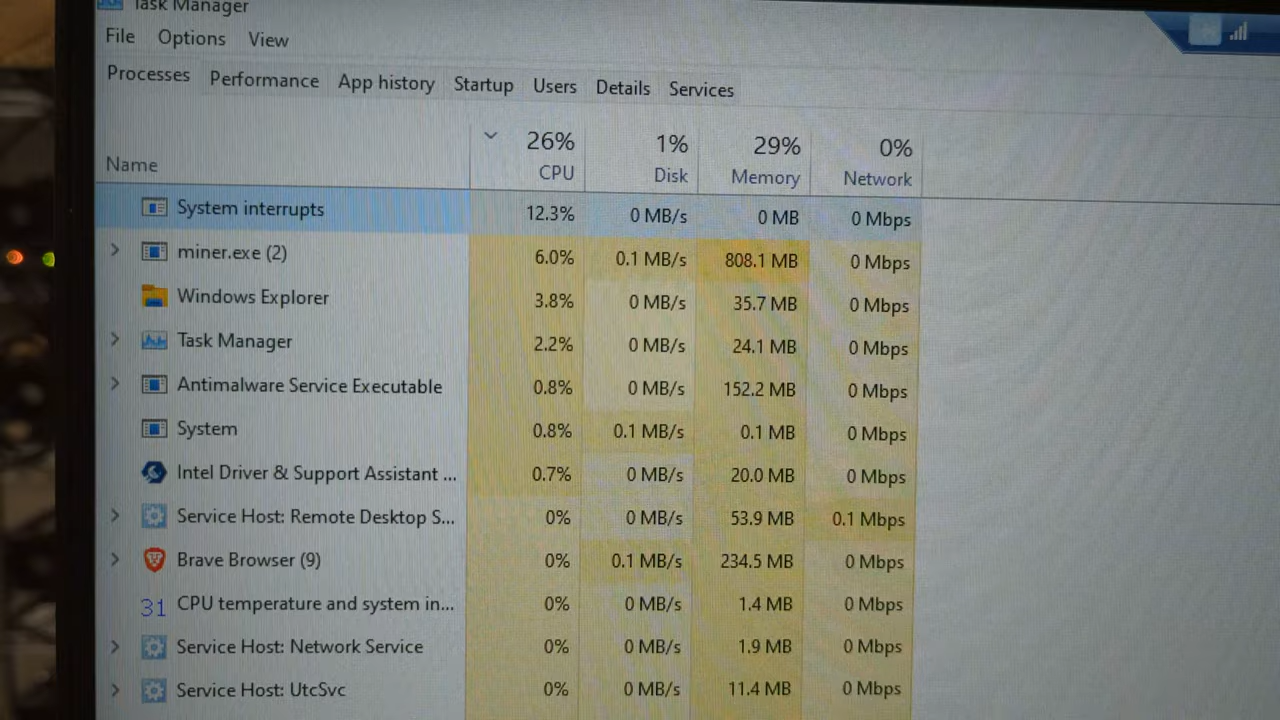 Task Manager
File Options View
Processes Performance App history Startup Users Details Services
26% 1% 29% 0%
Name CPU Disk Memory Network
System interrupts 12.3% 0 MB/s 0 MB 0 Mbps
miner.exe (2) 6.0% 0.1 MB/s 808.1 MB 0 Mbps
Windows Explorer 3.8% 0 MB/s 35.7 MB 0 Mbps
Task Manager 2.2% 0 MB/s 24.1 MB 0 Mbps
Antimalware Service Executable 0.8% 0 MB/s 152.2 MB 0 Mbps
System 0.8% 0.1 MB/s 0.1 MB 0 Mbps
Intel Driver & Support Assistant ... 0.7% 0 MB/s 20.0 MB 0 Mbps
Service Host: Remote Desktop S... 0% 0 MB/s 53.9 MB 0.1 Mbps
Brave Browser (9) 0% 0.1 MB/s 234.5 MB 0 Mbps
31 CPU temperature and system in... 0% 0 MB/s 1.4 MB 0 Mbps
Service Host: Network Service 0% 0 MB/s 1.9 MB 0 Mbps
Service Host: UtcSvc 0% 0 MB/s 11.4 MB 0 Mbps